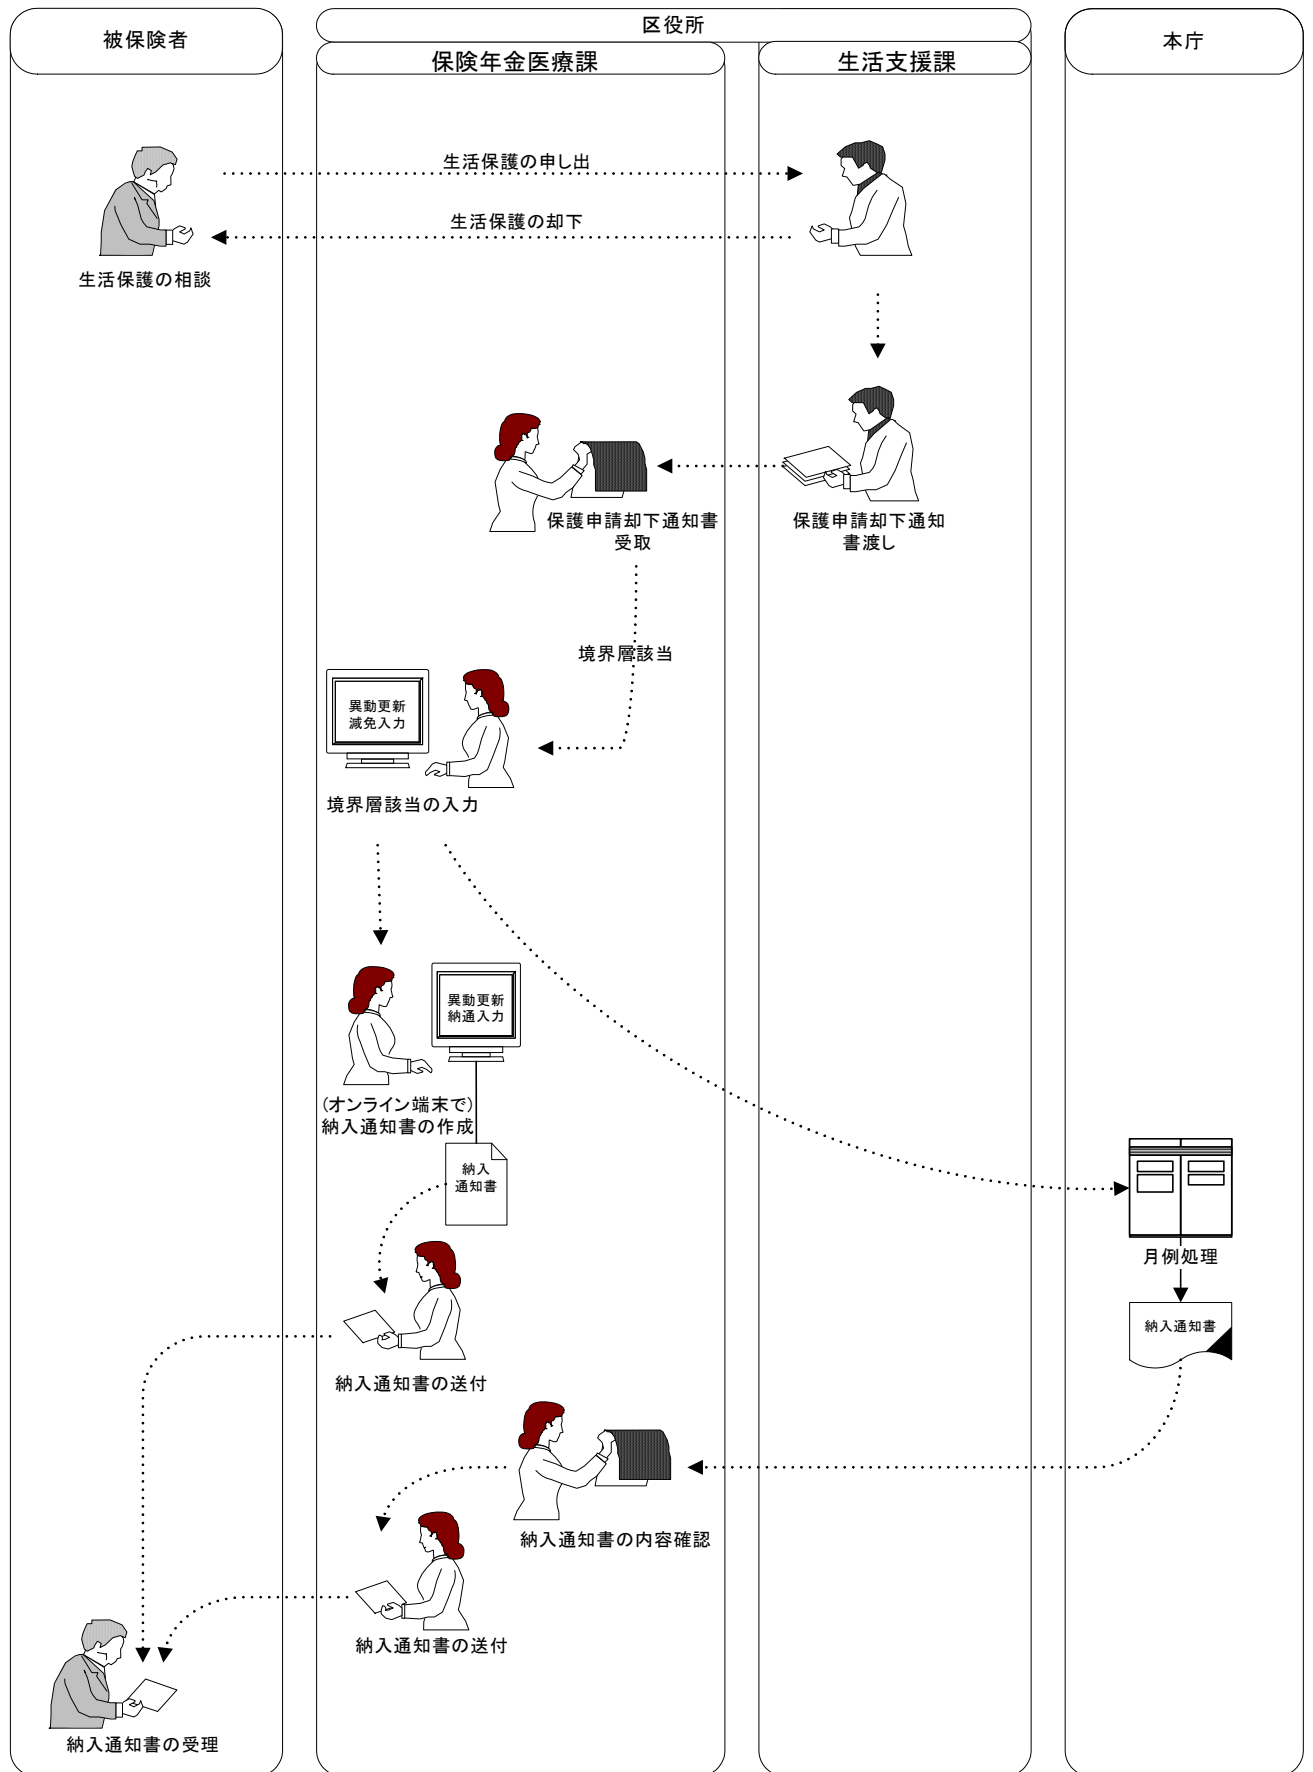 被保険者
区役所
保険年金医療課
生活支援課
本庁
生活保護の申し出
生活保護の却下
生活保護の相談
保護申請却下通知書
受取
保護申請却下通知
書渡し
境界層該当
異動更新
減免入力
境界層該当の入力
異動更新
納通入力
(オンライン端末で)
納入通知書の作成
納入
通知書
月例処理
納入通知書
納入通知書の送付
納入通知書の内容確認
納入通知書の送付
納入通知書の受理